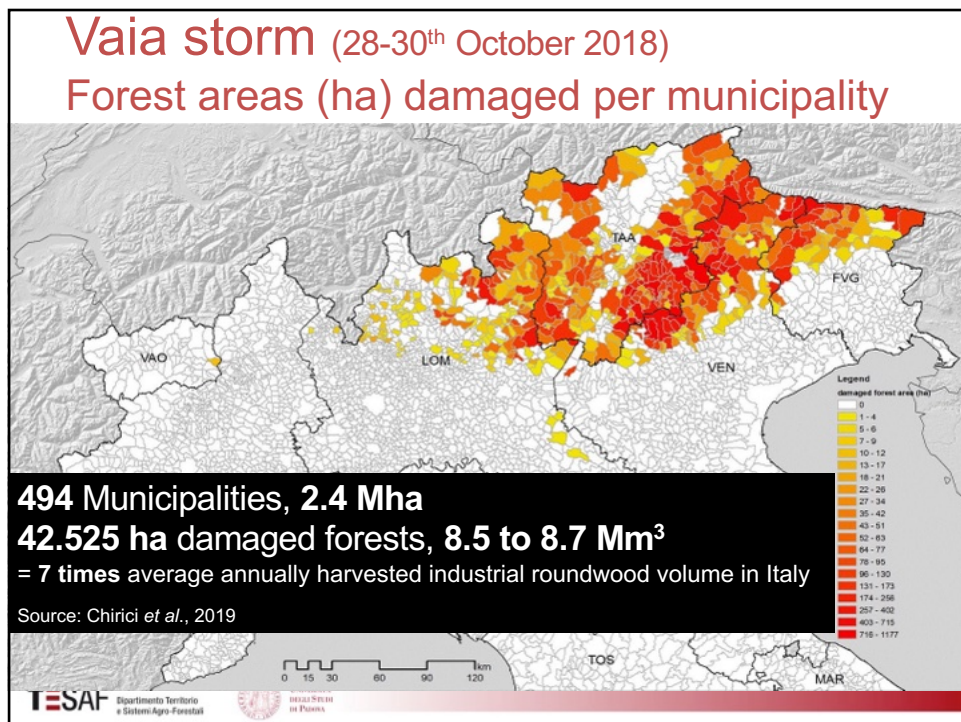 Vaia storm (28-30th October 2018)
Forest areas (ha) damaged per municipality
TAA
FVG
VAO
LOM
VEN
Legend
damaged forest area (ha)
0
1 - 4
5 - 6
7 - 9
10 - 12
13 - 17
18 - 21
22 - 26
27 - 34
35 - 42
43 - 51
52 - 63
64 - 77
78 - 95
96 - 130
131 - 173
174 - 256
257 - 402
403 - 715
716 - 1177
494 Municipalities, 2.4 Mha
42.525 ha damaged forests, 8.5 to 8.7 Mm³
= 7 times average annually harvested industrial roundwood volume in Italy
Source: Chirici et al., 2019
km
0 15 30 60 90 120
TOS
MAR
TESAF Dipartimento Territorio
e Sistemi Agro-Forestali
DEGLI STUDI
DI PADOVA